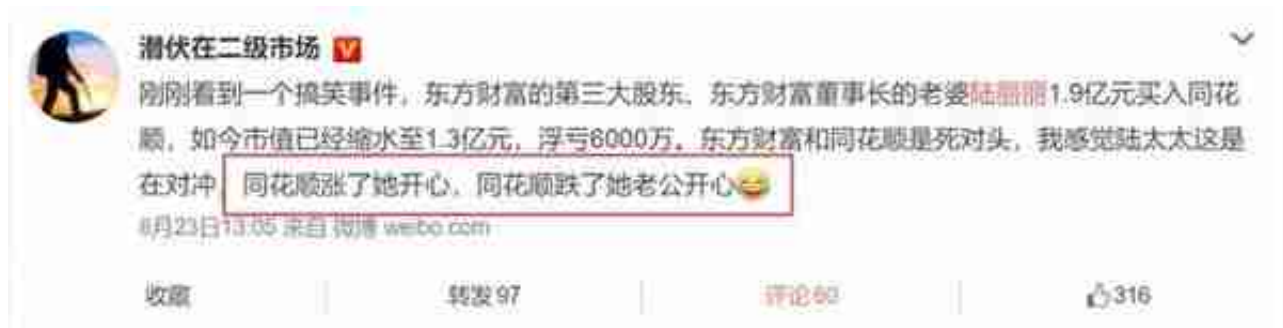 潜伏在二级市场
刚刚看到一个搞笑事件，东方财富的第三大股东、东方财富董事长的老婆陆丽丽1.9亿元买入同花
顺，如今市值已经缩水至1.3亿元，浮亏6000万。东方财富和同花顺是死对头，我感觉陆太太这是
在对冲 同花顺涨了她开心、同花顺跌了她老公开心
8月23日13:05 来自 微博 weibo.com
收藏 转发 97 评论 60 316